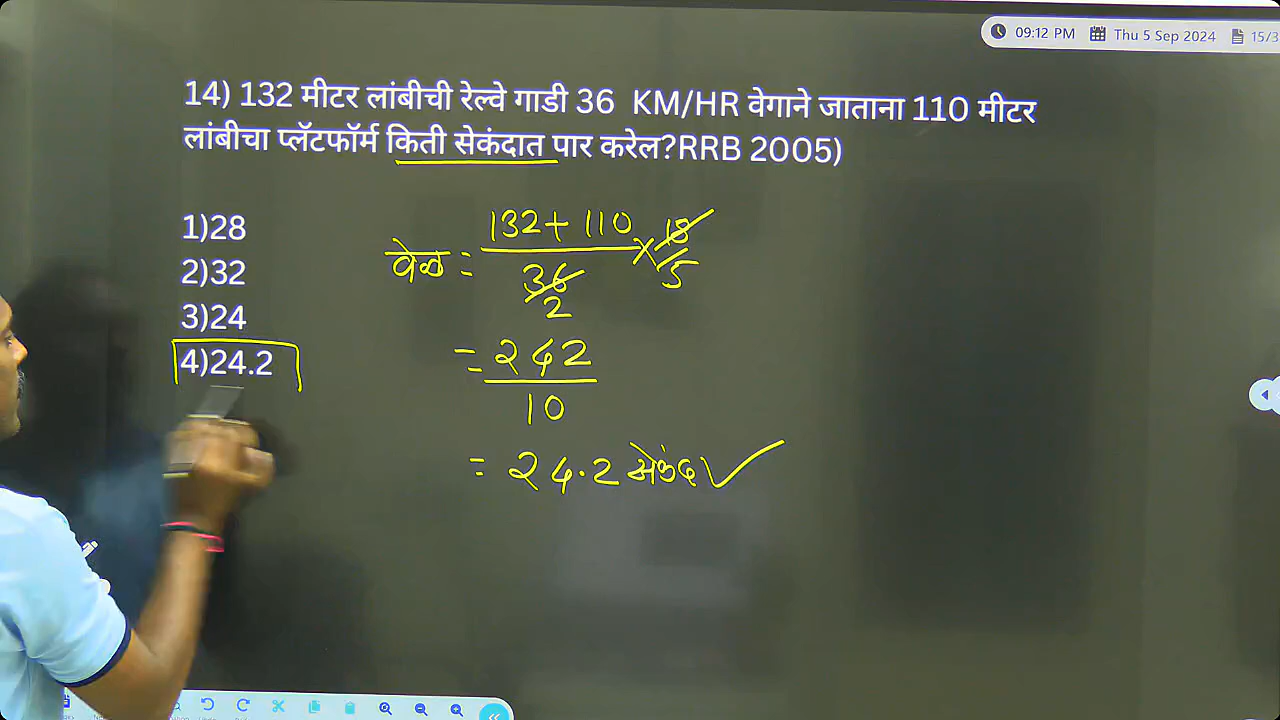 09:12 PM Thu 5 Sep 2024 15/3
14) 132 मीटर लांबीची रेल्वे गाडी 36 KM/HR वेगाने जाताना 110 मीटर
लांबीचा प्लॅटफॉर्म किती सेकंदात पार करेल?RRB 2005)
1)28
2)32
3)24
4)24.2
वेळ = 132 + 110 / 36 × 18 / 5
2
= 242 / 10
= 24.2 सेकंद ✓